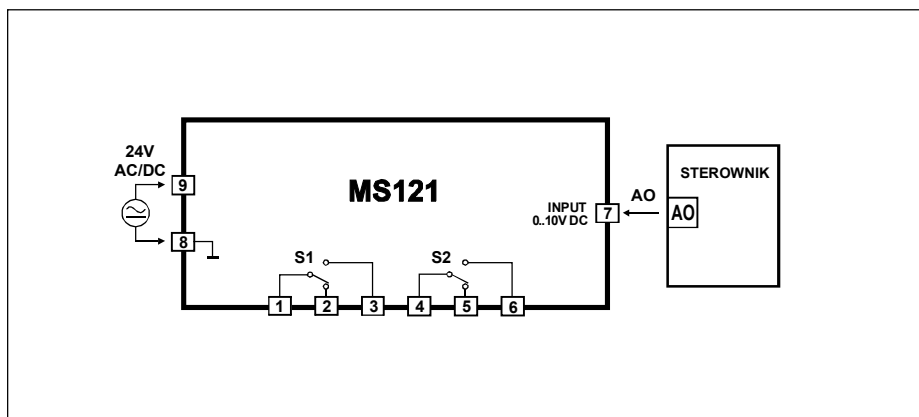 24V
AC/DC
9
8
MS121
S1
S2
1
2
3
4
5
6
INPUT
0..10V DC
7
AO
STEROWNIK
AO